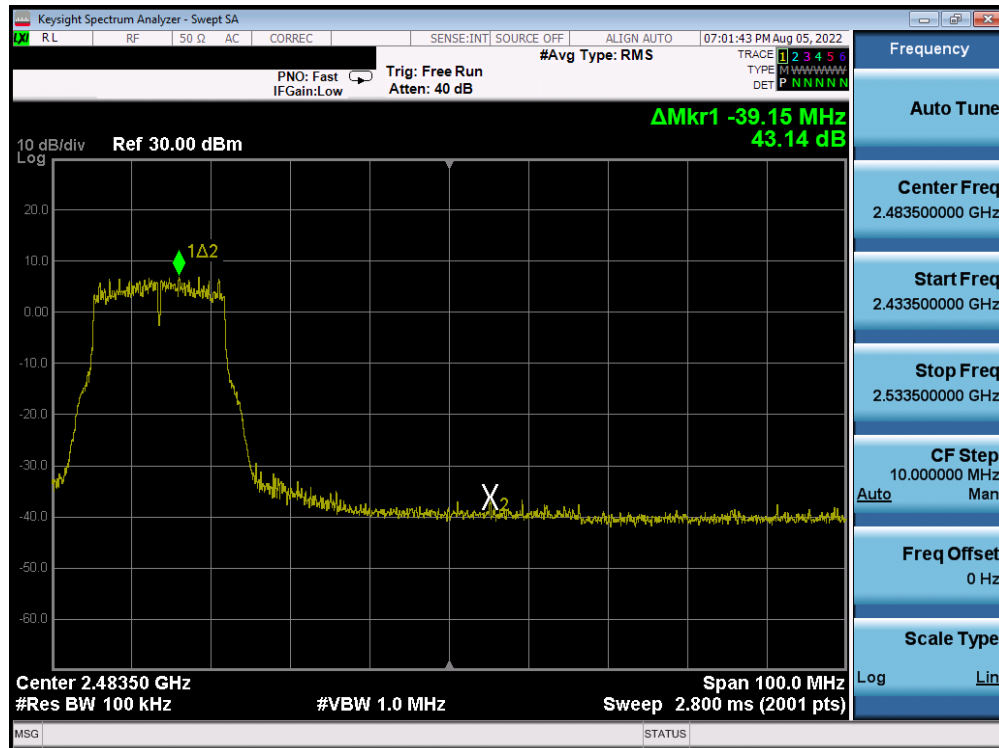 Keysight Spectrum Analyzer - Swept SA
LXI RL RF 50 Ω AC CORREC SENSE:INT SOURCE OFF ALIGN AUTO 07:01:43 PM Aug 05, 2022
#Avg Type: RMS TRACE 1 2 3 4 5 6
PNO: Fast Trig: Free Run TYPE M WWWWW
IFGain:Low Atten: 40 dB DET P N N N N N
ΔMkr1 -39.15 MHz
43.14 dB
10 dB/div Ref 30.00 dBm
Log
20.0
1Δ2
10.0
0.00
-10.0
-20.0
-30.0
X2
-40.0
-50.0
-60.0
Center 2.48350 GHz Span 100.0 MHz
#Res BW 100 kHz #VBW 1.0 MHz Sweep 2.800 ms (2001 pts)
MSG STATUS
Frequency
Auto Tune
Center Freq
2.483500000 GHz
Start Freq
2.433500000 GHz
Stop Freq
2.533500000 GHz
CF Step
10.000000 MHz
Auto Man
Freq Offset
0 Hz
Scale Type
Log Lin